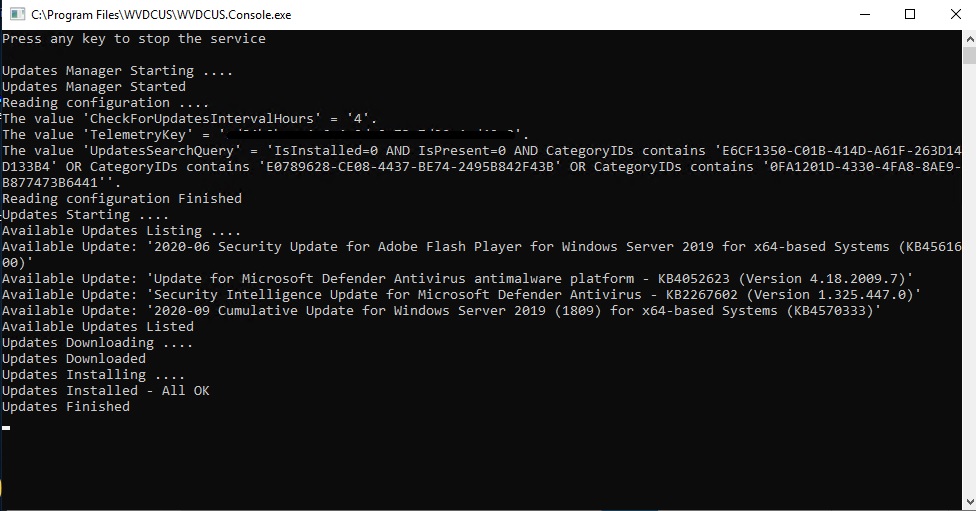 C:\Program Files\WVDCUS\WVDCUS.Console.exe
Press any key to stop the service
Updates Manager Starting ....
Updates Manager Started
Reading configuration ....
The value 'CheckForUpdatesIntervalHours' = '4'.
The value 'TelemetryKey' = ' '.
The value 'UpdatesSearchQuery' = 'IsInstalled=0 AND IsPresent=0 AND CategoryIDs contains 'E6CF1350-C01B-414D-A61F-263D14
D133B4' OR CategoryIDs contains 'E0789628-CE08-4437-BE74-2495B842F43B' OR CategoryIDs contains '0FA1201D-4330-4FA8-8AE9-
B877473B6441''.
Reading configuration Finished
Updates Starting ....
Available Updates Listing ....
Available Update: '2020-06 Security Update for Adobe Flash Player for Windows Server 2019 for x64-based Systems (KB45616
00)'
Available Update: 'Update for Microsoft Defender Antivirus antimalware platform - KB4052623 (Version 4.18.2009.7)'
Available Update: 'Security Intelligence Update for Microsoft Defender Antivirus - KB2267602 (Version 1.325.447.0)'
Available Update: '2020-09 Cumulative Update for Windows Server 2019 (1809) for x64-based Systems (KB4570333)'
Available Updates Listed
Updates Downloading ....
Updates Downloaded
Updates Installing ....
Updates Installed - All OK
Updates Finished